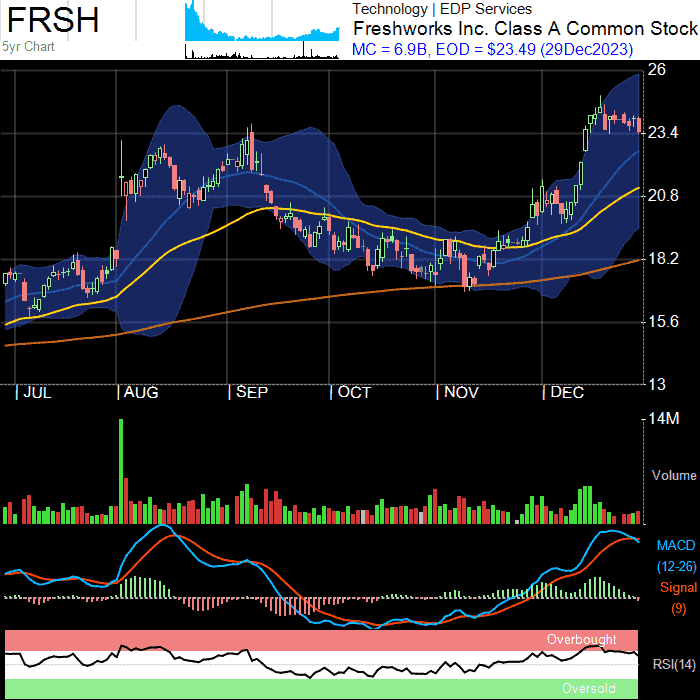 FRSH
5yr Chart
Technology | EDP Services
Freshworks Inc. Class A Common Stock
MC = 6.9B, EOD = $23.49 (29Dec2023)
26
23.4
20.8
18.2
15.6
13
| JUL | AUG | SEP | OCT | NOV | DEC
14M
Volume
MACD
(12-26)
Signal
(9)
Overbought
RSI(14)
Oversold